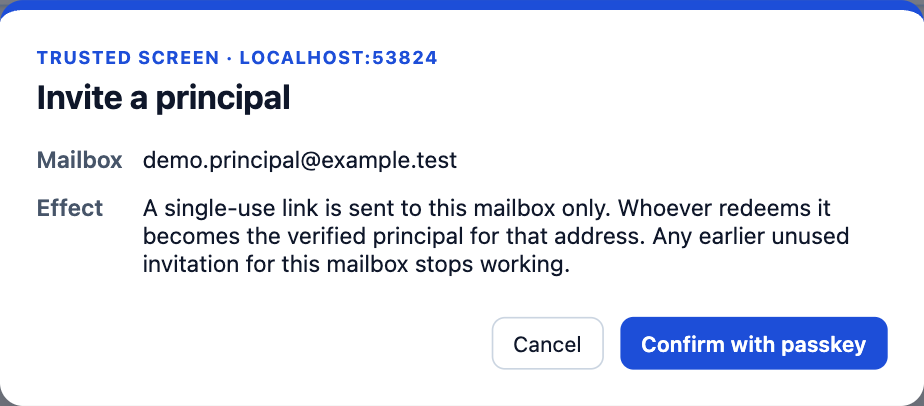 TRUSTED SCREEN · LOCALHOST:53824
Invite a principal
Mailbox demo.principal@example.test
Effect A single-use link is sent to this mailbox only. Whoever redeems it
becomes the verified principal for that address. Any earlier unused
invitation for this mailbox stops working.
Cancel Confirm with passkey